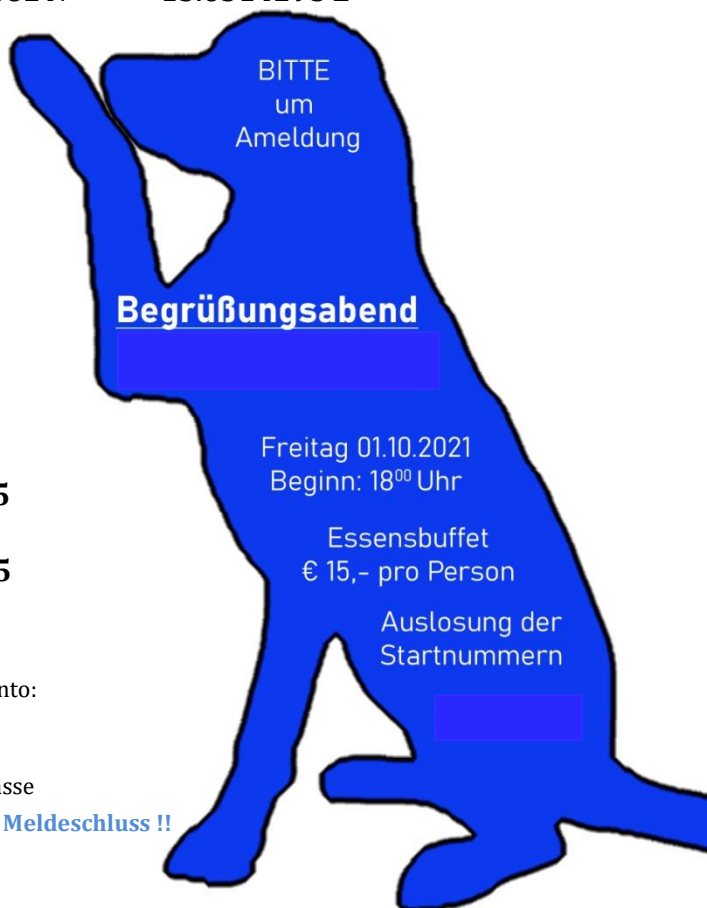 BITTE
um
Ameldung
Begrüßungsabend
Freitag 01.10.2021
Beginn: 18⁰⁰ Uhr
Essensbuffet
€ 15,- pro Person
Auslosung der
Startnummern
5
5
nto:
sse
Meldeschluss !!